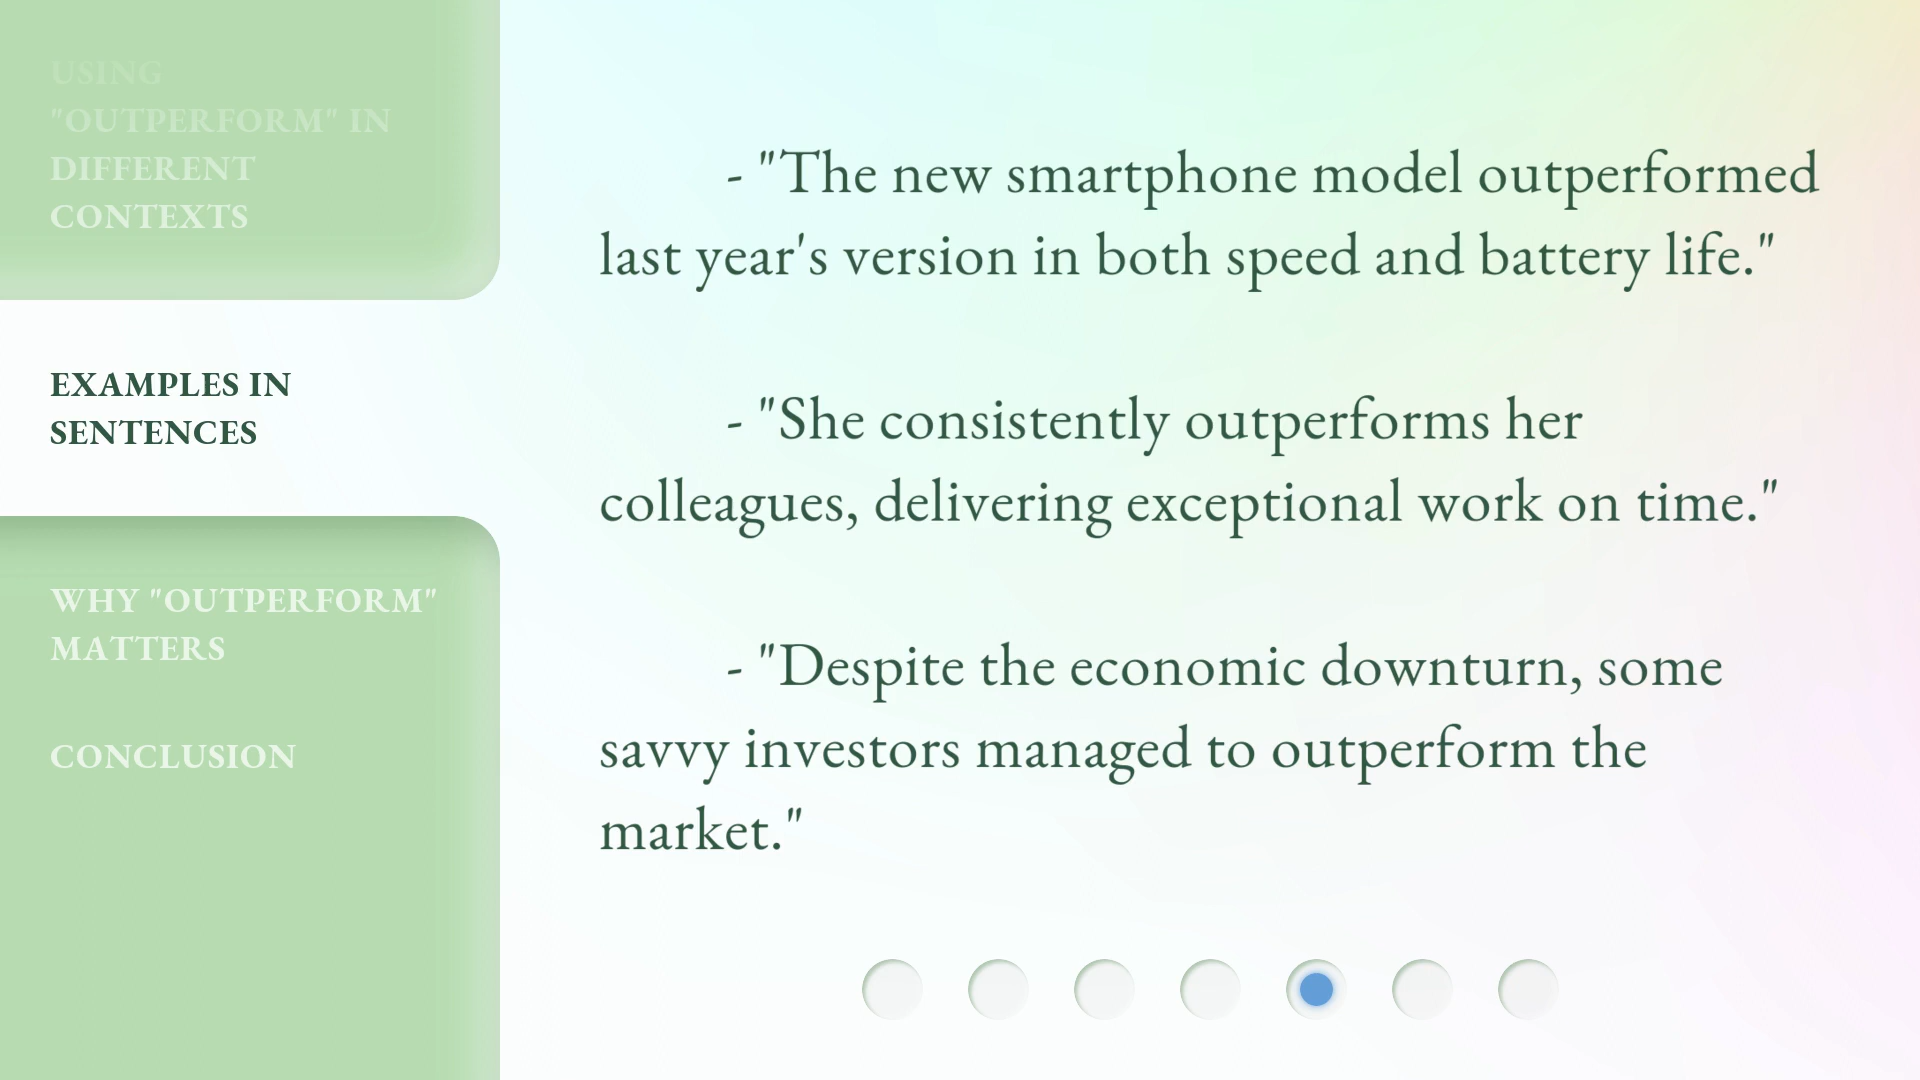 USING
"OUTPERFORM" IN
DIFFERENT
CONTEXTS
EXAMPLES IN
SENTENCES
WHY "OUTPERFORM"
MATTERS
CONCLUSION
- "The new smartphone model outperformed
last year's version in both speed and battery life."
- "She consistently outperforms her
colleagues, delivering exceptional work on time."
- "Despite the economic downturn, some
savvy investors managed to outperform the
market."